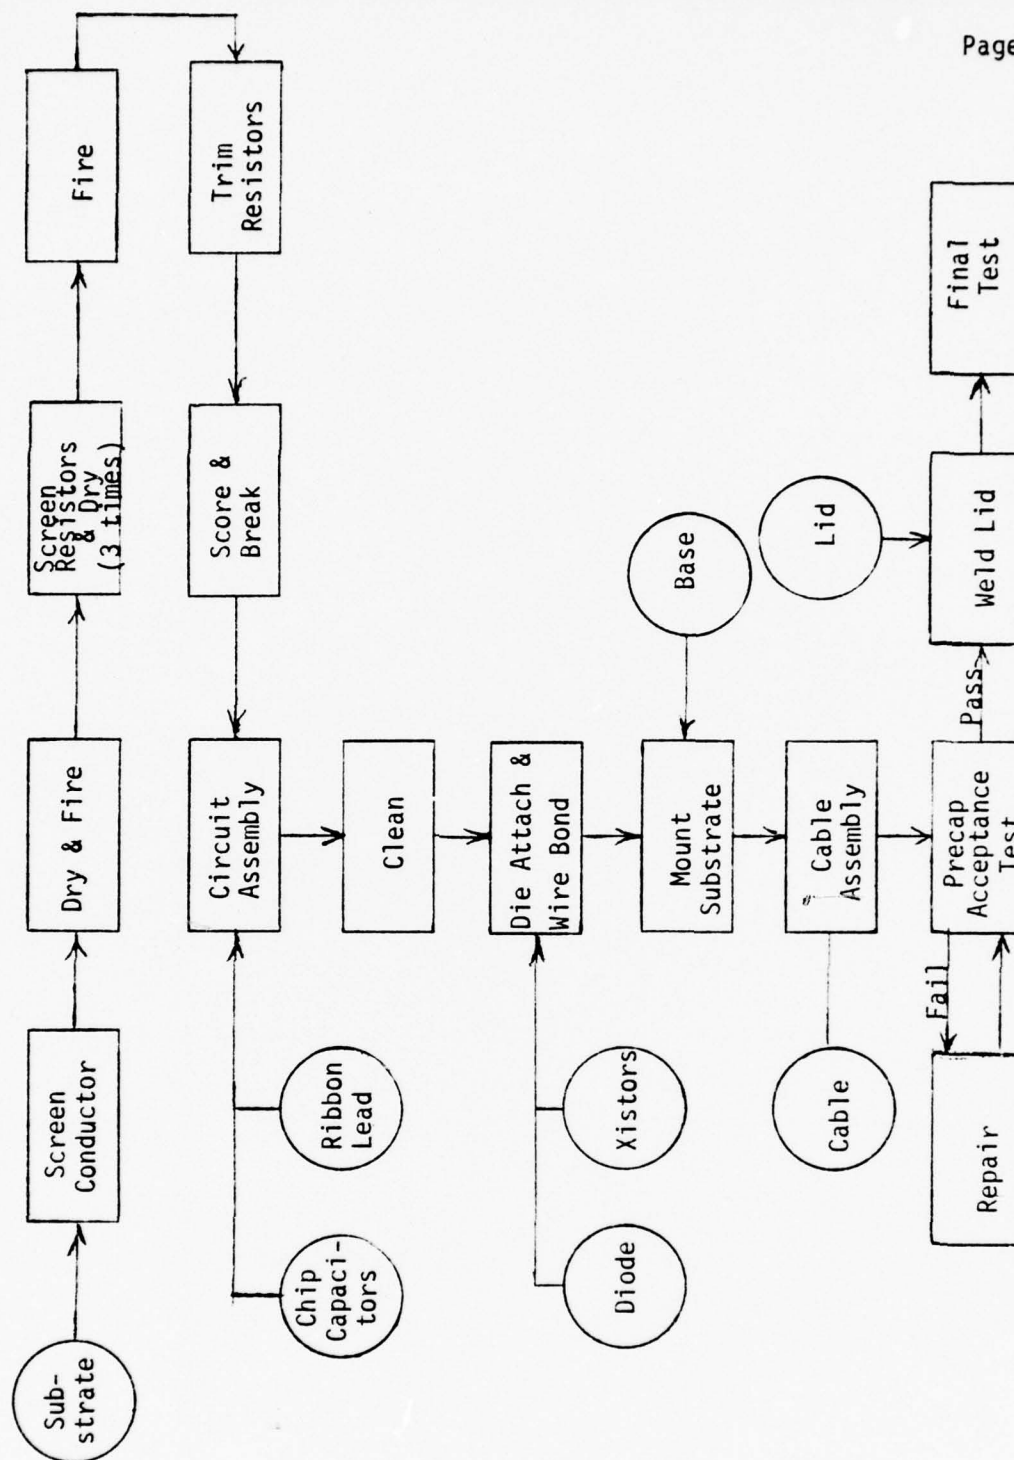 Page
Sub-
strate
Screen
Conductor
Dry & Fire
Screen
Resistors
& Dry
(3 times)
Fire
Trim
Resistors
Score &
Break
Circuit
Assembly
Chip
Capaci-
tors
Ribbon
Lead
Clean
Die Attach &
Wire Bond
Diode
Xistors
Mount
Substrate
Base
Cable
Assembly
Cable
Precap
Acceptance
Test
Fail
Repair
Pass
Weld Lid
Lid
Final
Test